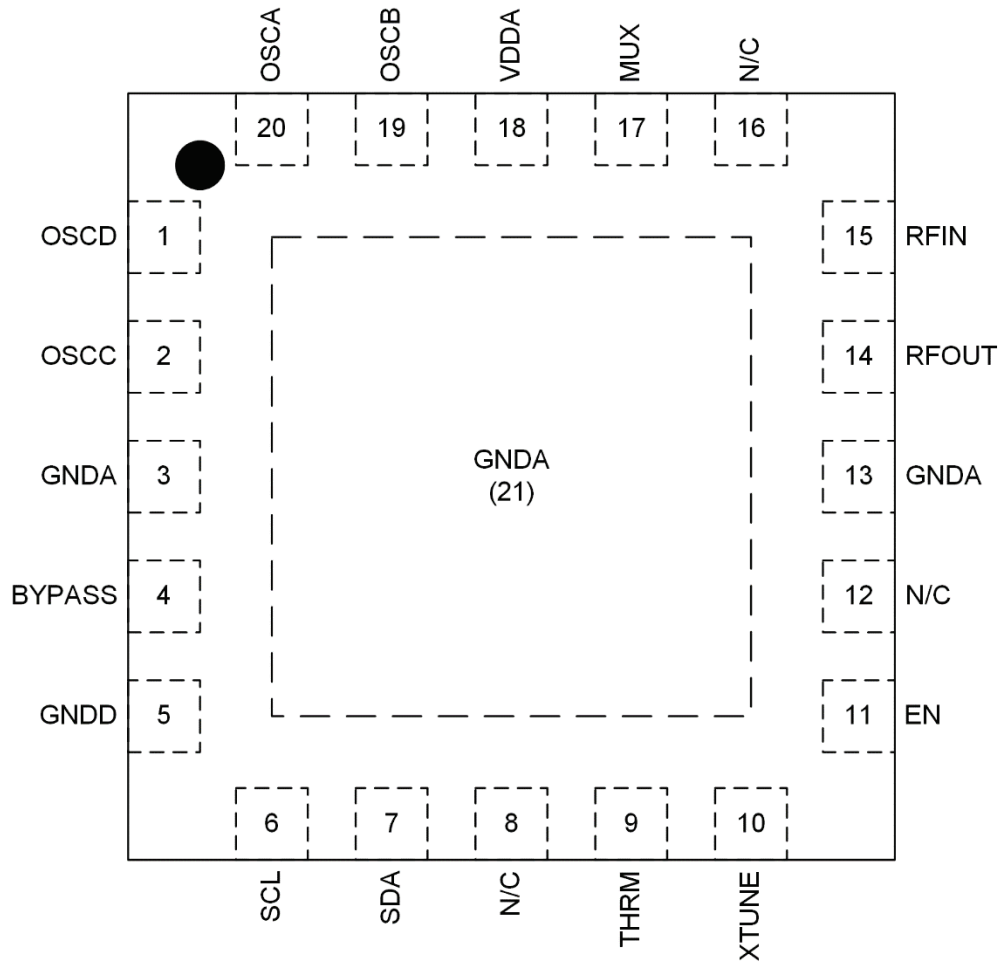 OSCA
OSCB
VDDA
MUX
N/C
20
19
18
17
16
OSCD 1
15 RFIN
OSCC 2
14 RFOUT
GNDA 3
GNDA
(21)
13 GNDA
BYPASS 4
12 N/C
GNDD 5
11 EN
6
7
8
9
10
SCL
SDA
N/C
THRM
XTUNE